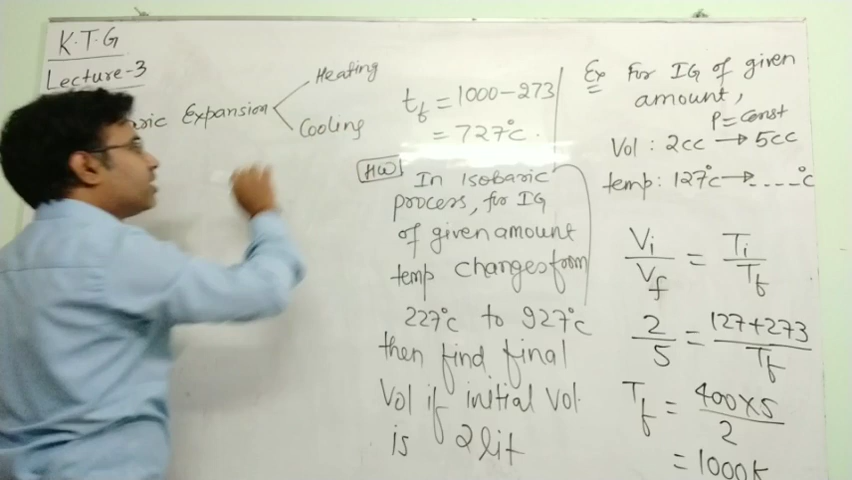 K.T.G
Lecture-3
Expansion
Heating
Cooling
t_f = 1000-273
= 727°C.
HW
In Isobaric
process, for IG
of given amount
temp changes from
227°C to 927°C
then find final
Vol if initial vol.
is 2 lit
Ex For IG of given
amount,
P=const
Vol : 2cc → 5cc
temp: 127°C → ----°C
Vi/Vf = Ti/Tf
2/5 = 127+273/Tf
Tf = 400×5/2
= 1000K